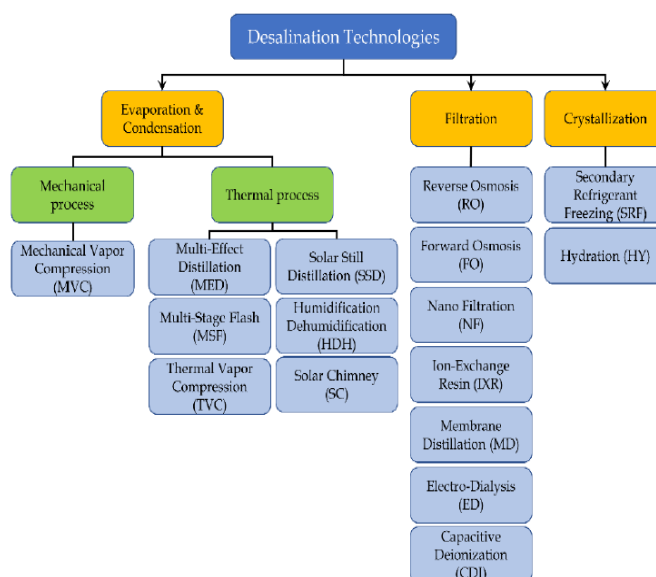 Desalination Technologies
Evaporation &
Condensation
Filtration
Crystallization
Mechanical
process
Thermal process
Mechanical Vapor
Compression
(MVC)
Multi-Effect
Distillation
(MED)
Multi-Stage Flash
(MSF)
Thermal Vapor
Compression
(TVC)
Solar Still
Distillation (SSD)
Humidification
Dehumidification
(HDH)
Solar Chimney
(SC)
Reverse Osmosis
(RO)
Forward Osmosis
(FO)
Nano Filtration
(NF)
Ion-Exchange
Resin (IXR)
Membrane
Distillation (MD)
Electro-Dialysis
(ED)
Capacitive
Deionization
(CDI)
Secondary
Refrigerant
Freezing (SRF)
Hydration (HY)